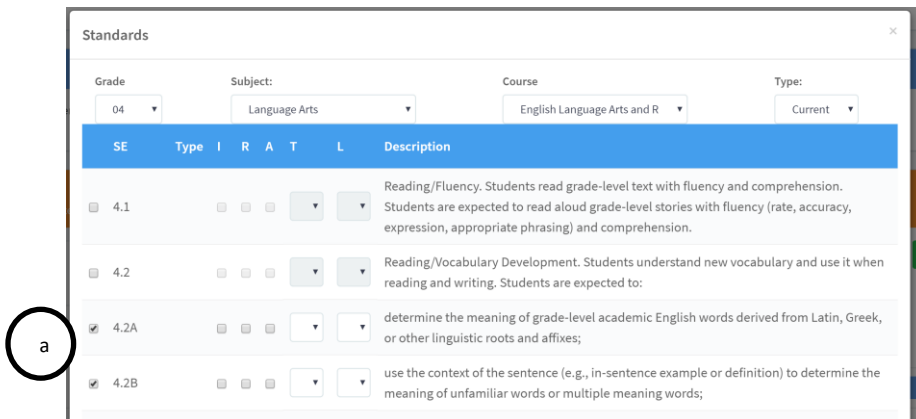 Standards ×
Grade Subject: Course Type:
04 Language Arts English Language Arts and R Current
SE Type I R A T L Description
4.1 Reading/Fluency. Students read grade-level text with fluency and comprehension.
Students are expected to read aloud grade-level stories with fluency (rate, accuracy,
expression, appropriate phrasing) and comprehension.
4.2 Reading/Vocabulary Development. Students understand new vocabulary and use it when
reading and writing. Students are expected to:
a
4.2A determine the meaning of grade-level academic English words derived from Latin, Greek,
or other linguistic roots and affixes;
4.2B use the context of the sentence (e.g., in-sentence example or definition) to determine the
meaning of unfamiliar words or multiple meaning words;